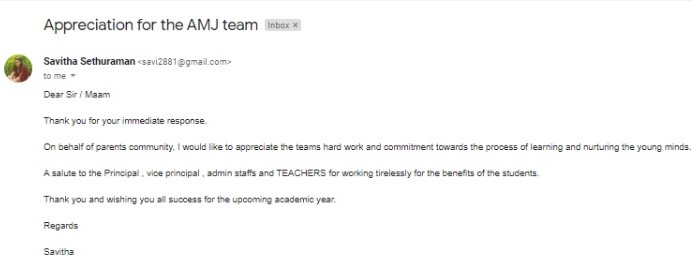 Appreciation for the AMJ team Inbox x
Savitha Sethuraman <savi2881@gmail.com>
to me
Dear Sir / Maam
Thank you for your immediate response.
On behalf of parents community, I would like to appreciate the teams hard work and commitment towards the process of learning and nurturing the young minds.
A salute to the Principal , vice principal , admin staffs and TEACHERS for working tirelessly for the benefits of the students.
Thank you and wishing you all success for the upcoming academic year.
Regards
Savitha